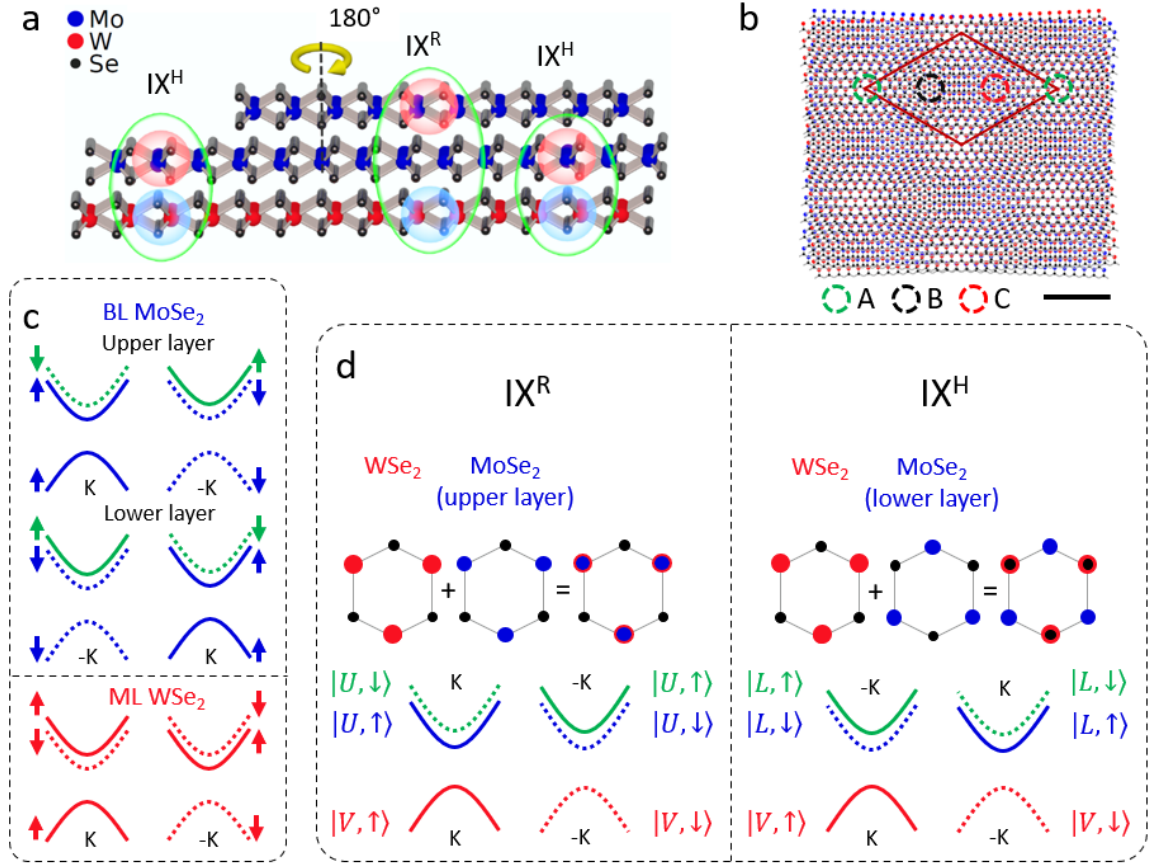 a
Mo
W
Se
180°
IX^H
IX^R
IX^H
b
A B C
c
BL MoSe₂
Upper layer
K -K
Lower layer
-K K
ML WSe₂
K -K
d
IX^R
WSe₂ MoSe₂
(upper layer)
+ =
|U,↓⟩ K -K |U,↑⟩
|U,↑⟩ |U,↓⟩
|V,↑⟩ K -K |V,↓⟩
IX^H
WSe₂ MoSe₂
(lower layer)
+ =
|L,↑⟩ -K K |L,↓⟩
|L,↓⟩ |L,↑⟩
|V,↑⟩ K -K |V,↓⟩